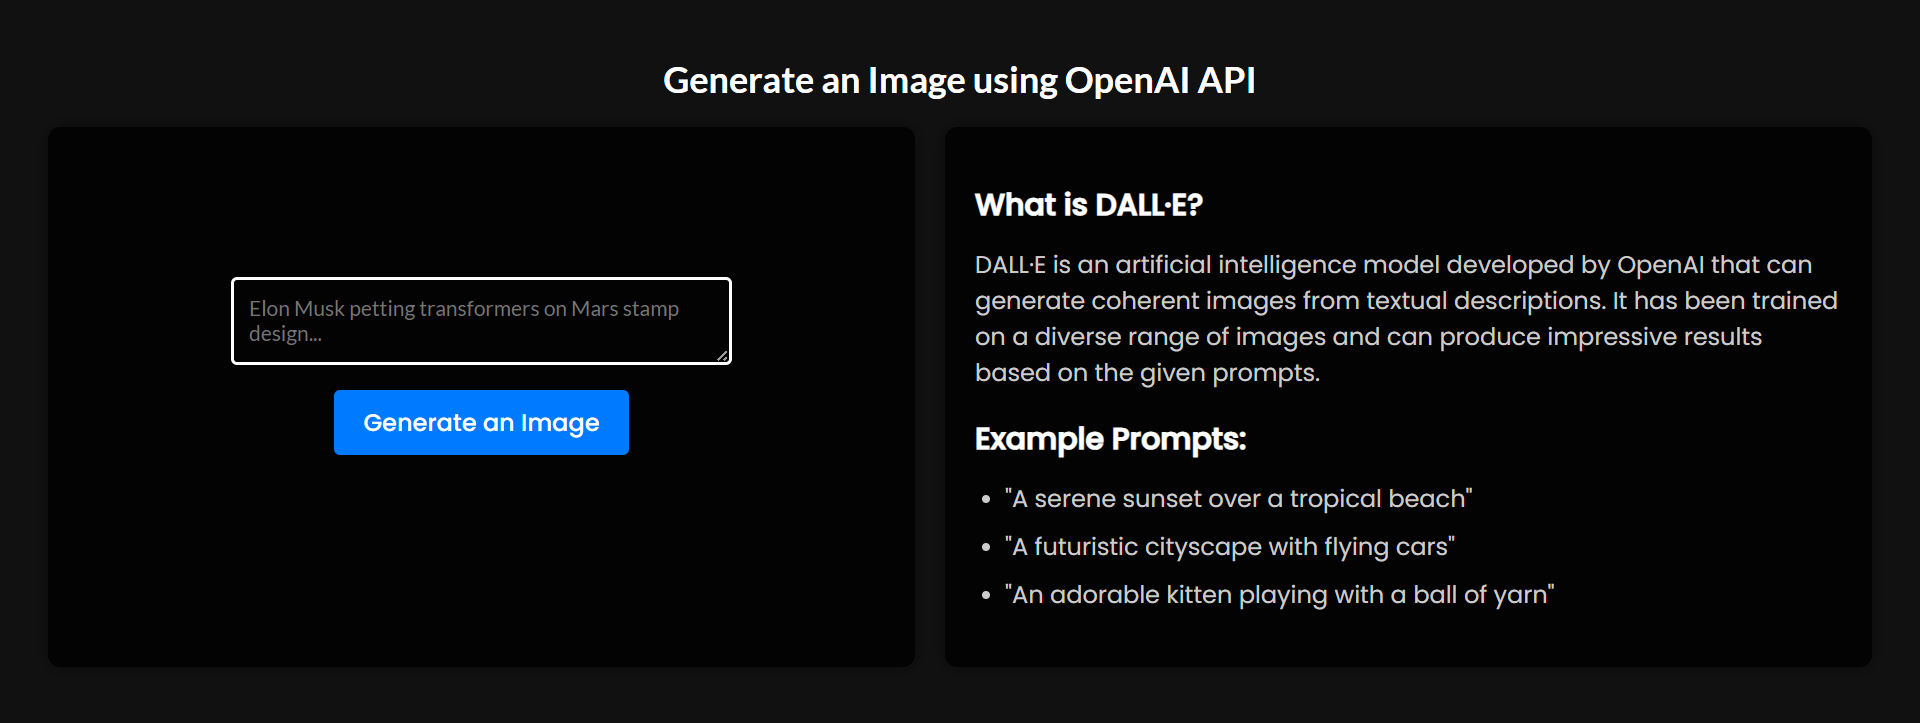 Generate an Image using OpenAI API
Elon Musk petting transformers on Mars stamp
design...
Generate an Image
What is DALL·E?
DALL·E is an artificial intelligence model developed by OpenAI that can
generate coherent images from textual descriptions. It has been trained
on a diverse range of images and can produce impressive results
based on the given prompts.
Example Prompts:
• "A serene sunset over a tropical beach"
• "A futuristic cityscape with flying cars"
• "An adorable kitten playing with a ball of yarn"